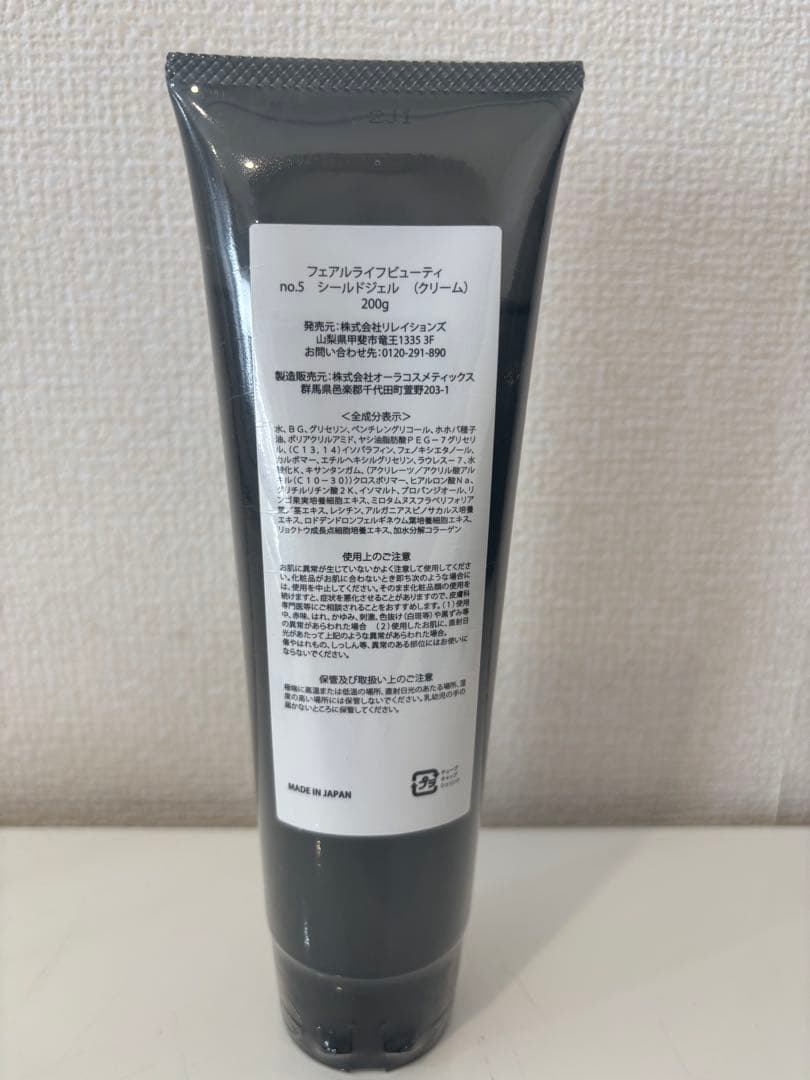 2J1
フェアルライフビューティ
no.5　シールドジェル　（クリーム）
200g
発売元：株式会社リレイションズ
山梨県甲斐市竜王1335 3F
お問い合わせ先：0120-291-890
製造販売元：株式会社オーラコスメティックス
群馬県邑楽郡千代田町萱野203-1
＜全成分表示＞
水、ＢＧ、グリセリン、ペンチレングリコール、ホホバ種子
油、ポリアクリルアミド、ヤシ油脂肪酸ＰＥＧ－７グリセリ
ル、（Ｃ１３，１４）イソパラフィン、フェノキシエタノール、
カルボマー、エチルヘキシルグリセリン、ラウレス－７、水
酸化Ｋ、キサンタンガム、（アクリレーツ／アクリル酸アル
キル（Ｃ１０－３０））クロスポリマー、ヒアルロン酸Ｎａ、
グリチルリチン酸２Ｋ、イソマルト、プロパンジオール、リ
ンゴ果実培養細胞エキス、ミロタムヌスフラベリフォリア
葉／茎エキス、レシチン、アルガニアスピノサカルス培養
エキス、ロドデンドロンフェルギネウム葉培養細胞エキス、
リョクトウ成長点細胞培養エキス、加水分解コラーゲン
使用上のご注意
お肌に異常が生じていないかよく注意して使用してくださ
い。化粧品がお肌に合わないとき即ち次のような場合に
は、使用を中止してください。そのまま化粧品類の使用を
続けますと、症状を悪化させることがありますので、皮膚科
専門医等にご相談されることをおすすめします。（１）使用
中、赤味、はれ、かゆみ、刺激、色抜け（白斑等）や黒ずみ等
の異常があらわれた場合　（２）使用したお肌に、直射日
光があたって上記のような異常があらわれた場合。
傷やはれもの、しっしん等、異常のある部位にはお使いに
ならないでください。
保管及び取扱い上のご注意
極端に高温または低温の場所、直射日光のあたる場所、湿
度の高い場所には保管しないでください。乳幼児の手の
届かないところに保管してください。
MADE IN JAPAN
プラ
チューブ
キャップ
シュリンク